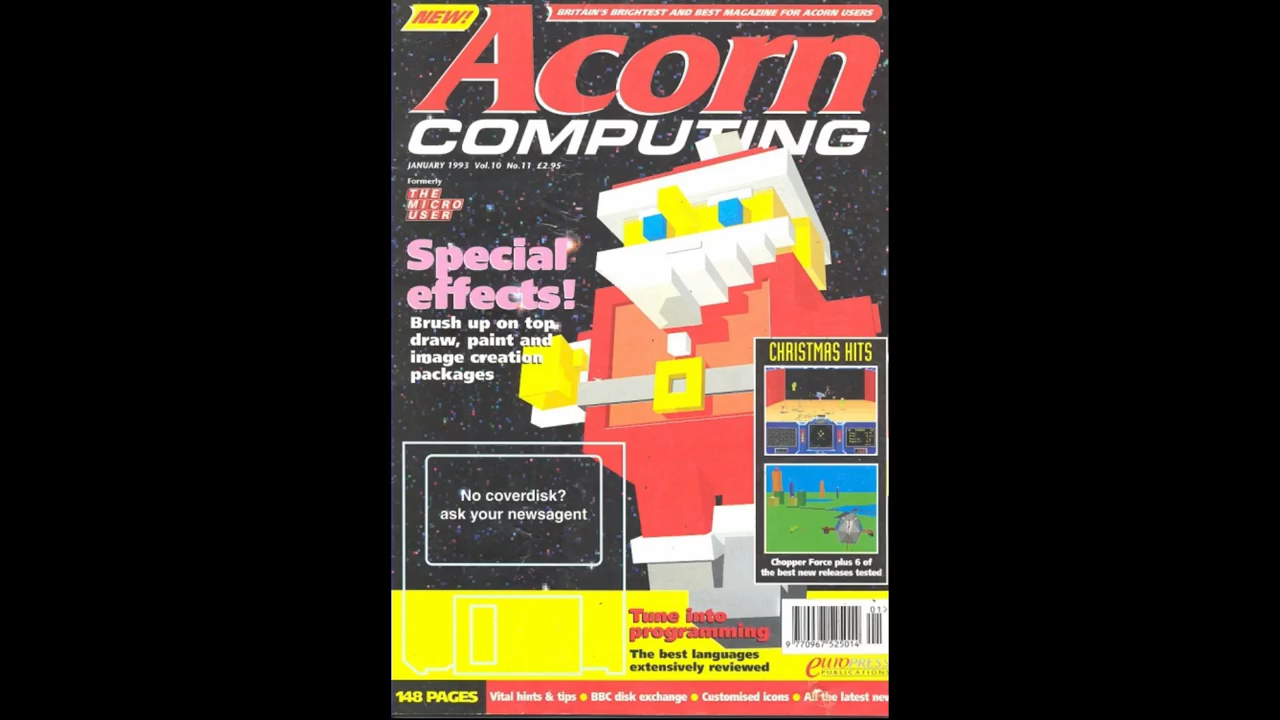 NEW!
BRITAIN'S BRIGHTEST AND BEST MAGAZINE FOR ACORN USERS
Acorn
COMPUTING
JANUARY 1993 Vol.10 No.11 £2.95
Formerly
THE
MICRO
USER
Special
effects!
Brush up on top
draw, paint and
image creation
packages
CHRISTMAS HITS
No coverdisk?
ask your newsagent
Chopper Force plus 6 of
the best new releases tested
Tune into
programming
The best languages
extensively reviewed
01>
9 770967 525014
europress
PUBLICATIONS
148 PAGES Vital hints & tips ● BBC disk exchange ● Customised icons ● All the latest new